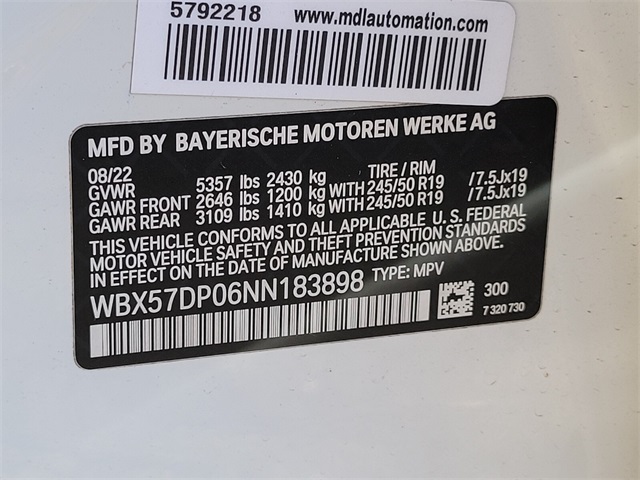 5792218 www.mdlautomation.com
MFD BY BAYERISCHE MOTOREN WERKE AG
08/22 TIRE / RIM
GVWR 5357 lbs 2430 kg
GAWR FRONT 2646 lbs 1200 kg WITH 245/50 R19 /7.5Jx19
GAWR REAR 3109 lbs 1410 kg WITH 245/50 R19 /7.5Jx19
THIS VEHICLE CONFORMS TO ALL APPLICABLE U. S. FEDERAL
MOTOR VEHICLE SAFETY AND THEFT PREVENTION STANDARDS
IN EFFECT ON THE DATE OF MANUFACTURE SHOWN ABOVE.
WBX57DP06NN183898 TYPE: MPV
300
7 320 730